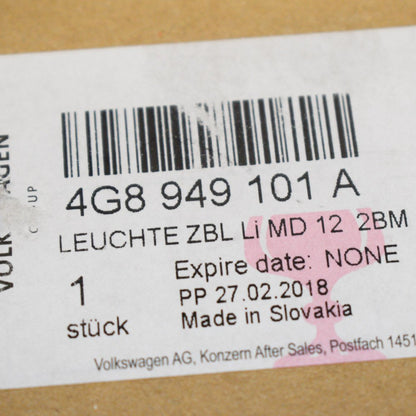 4G8 949 101 A
LEUCHTE ZBL Li MD 12 2BM
Expire date: NONE
1
PP 27.02.2018
stück
Made in Slovakia
Volkswagen AG, Konzern After Sales, Postfach 1451